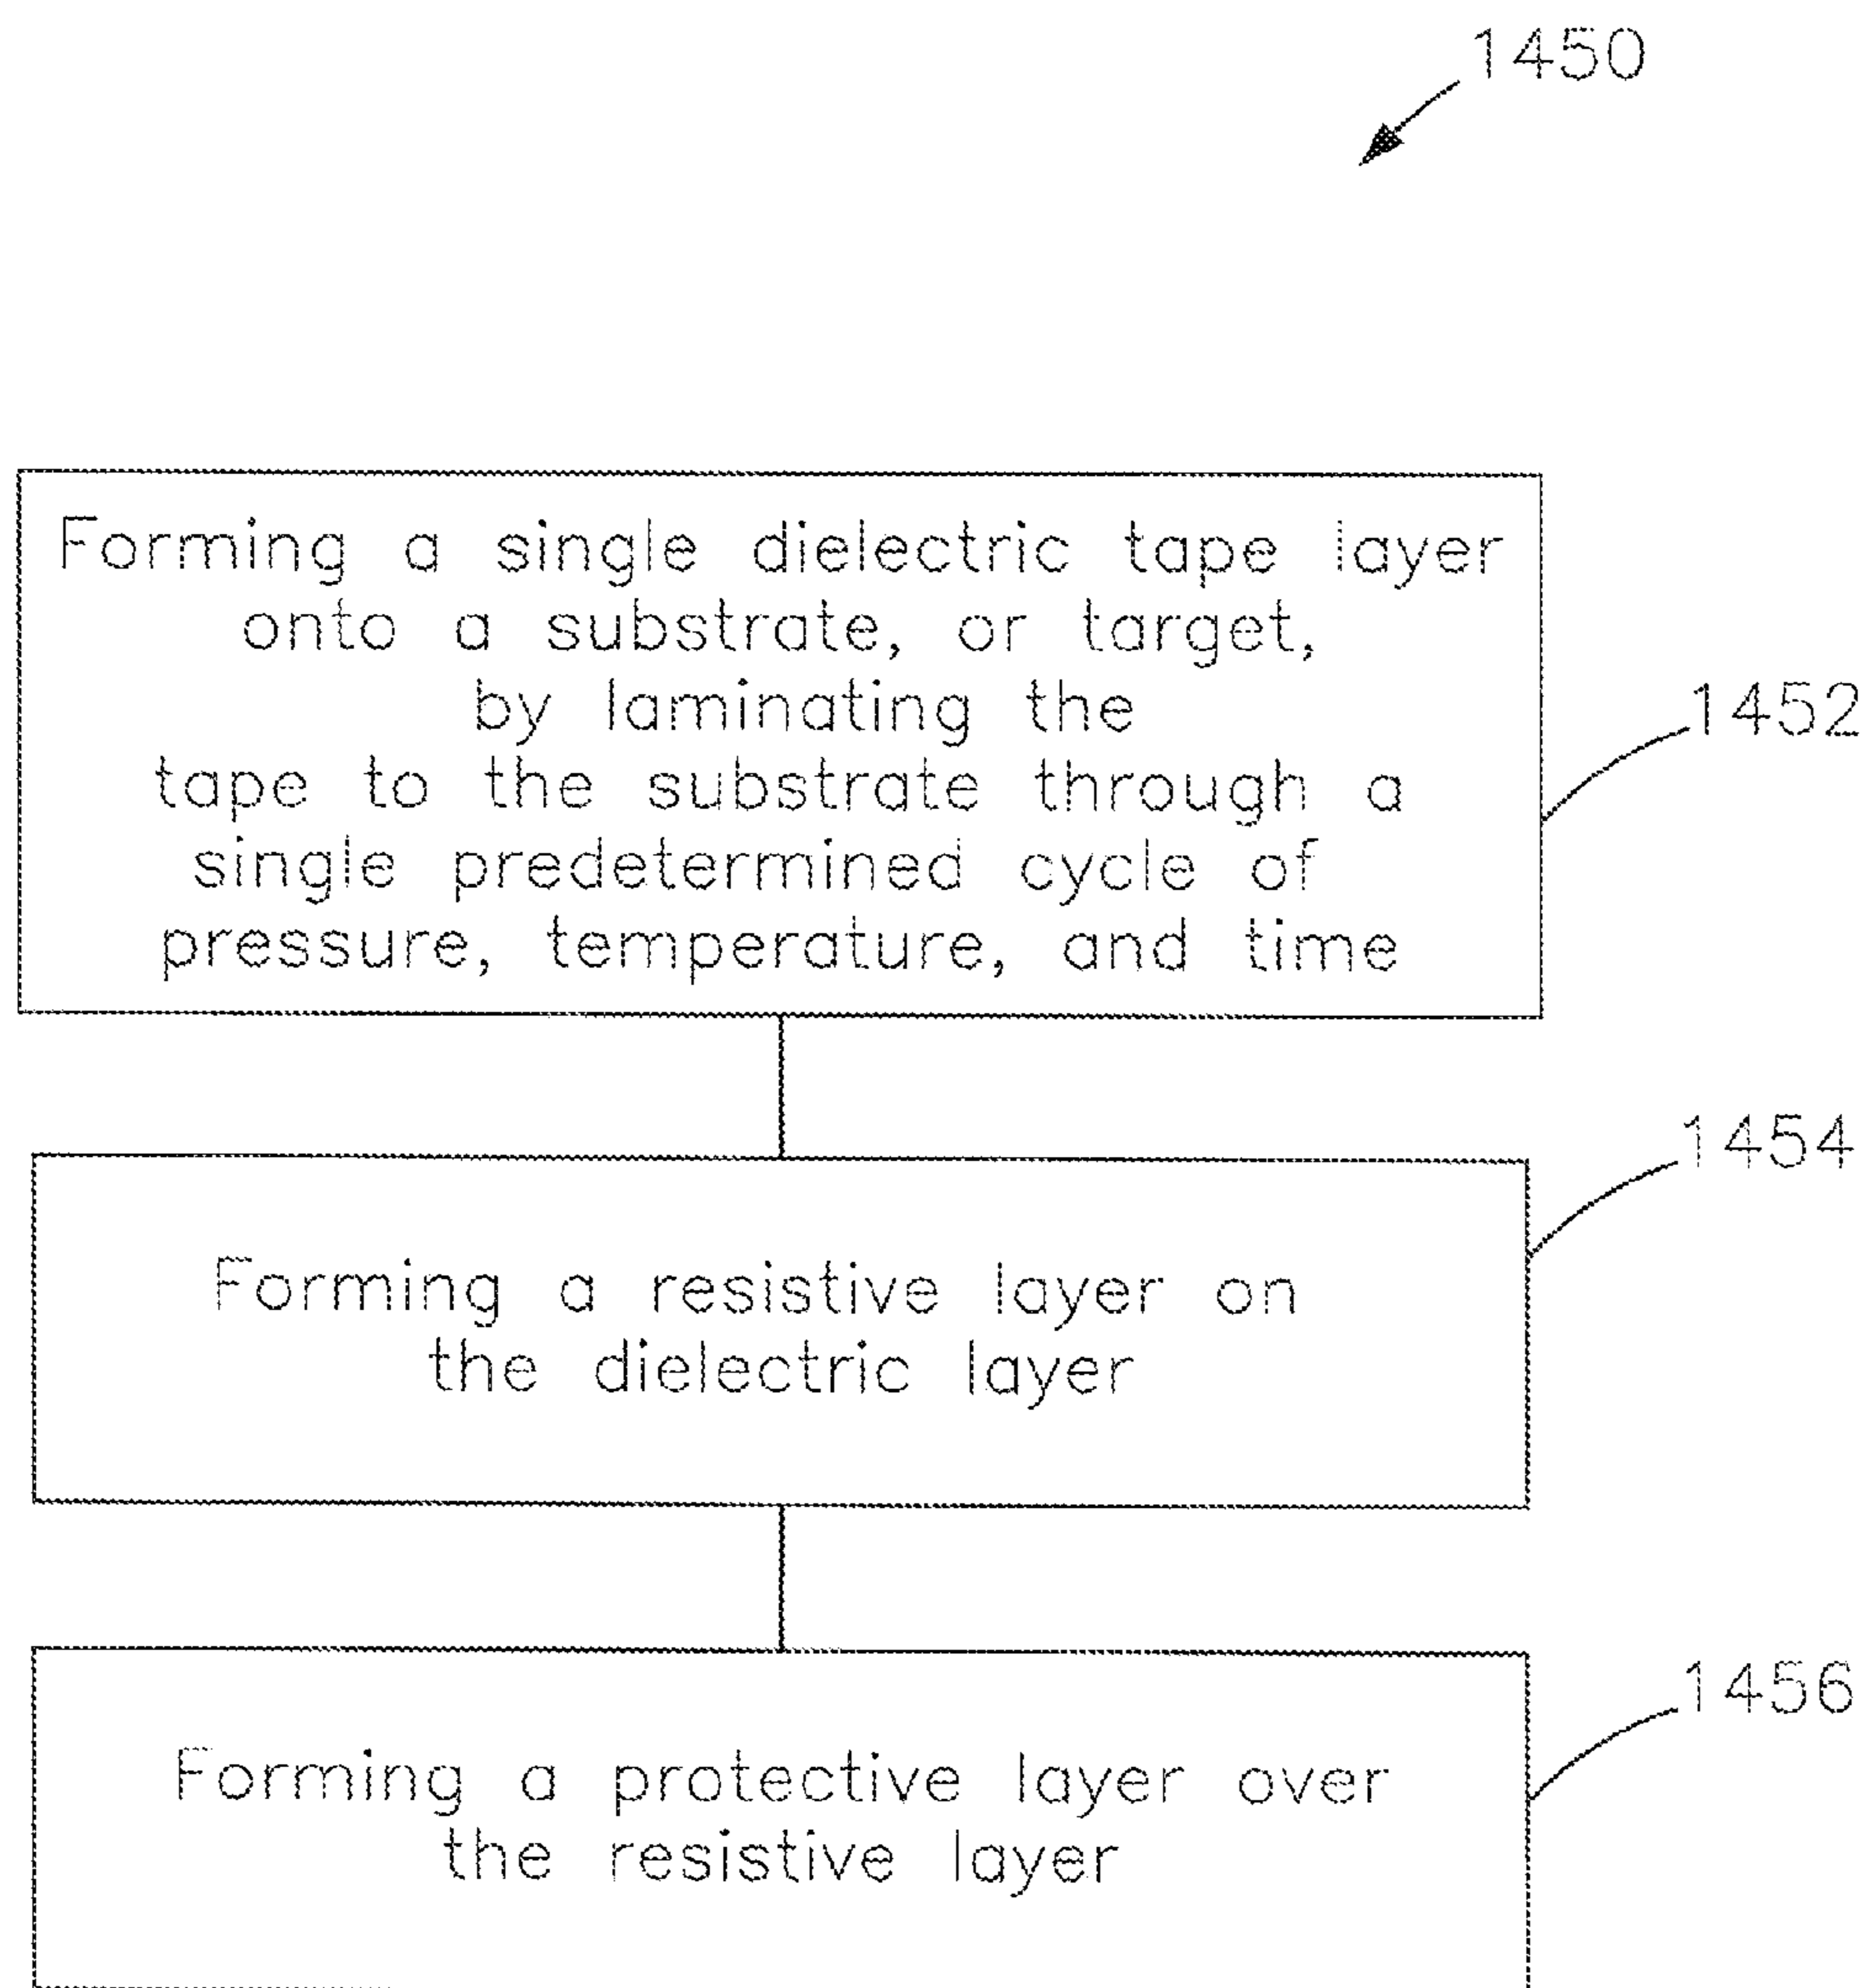 1450
Forming a single dielectric tape layer
onto a substrate, or target,
by laminating the
tape to the substrate through a
single predetermined cycle of
pressure, temperature, and time
1452
1454
Forming a resistive layer on
the dielectric layer
1456
Forming a protective layer over
the resistive layer